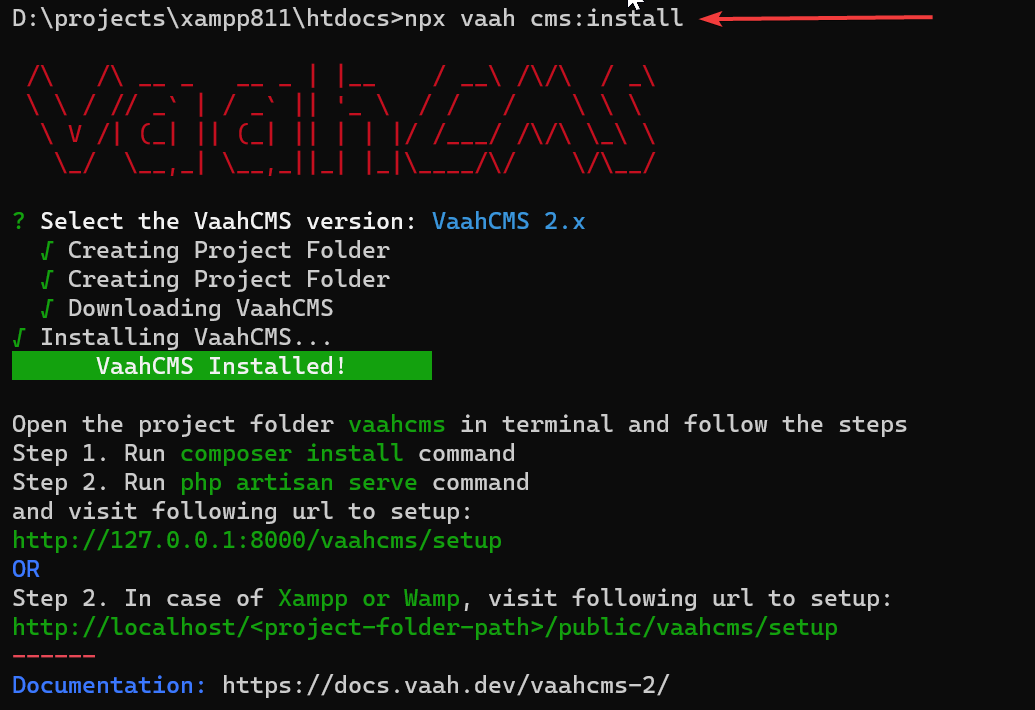 D:\projects\xampp811\htdocs>npx vaah cms:install
VaahCMS
? Select the VaahCMS version: VaahCMS 2.x
√ Creating Project Folder
√ Creating Project Folder
√ Downloading VaahCMS
√ Installing VaahCMS...
VaahCMS Installed!
Open the project folder vaahcms in terminal and follow the steps
Step 1. Run composer install command
Step 2. Run php artisan serve command
and visit following url to setup:
http://127.0.0.1:8000/vaahcms/setup
OR
Step 2. In case of Xampp or Wamp, visit following url to setup:
http://localhost/<project-folder-path>/public/vaahcms/setup
------
Documentation: https://docs.vaah.dev/vaahcms-2/